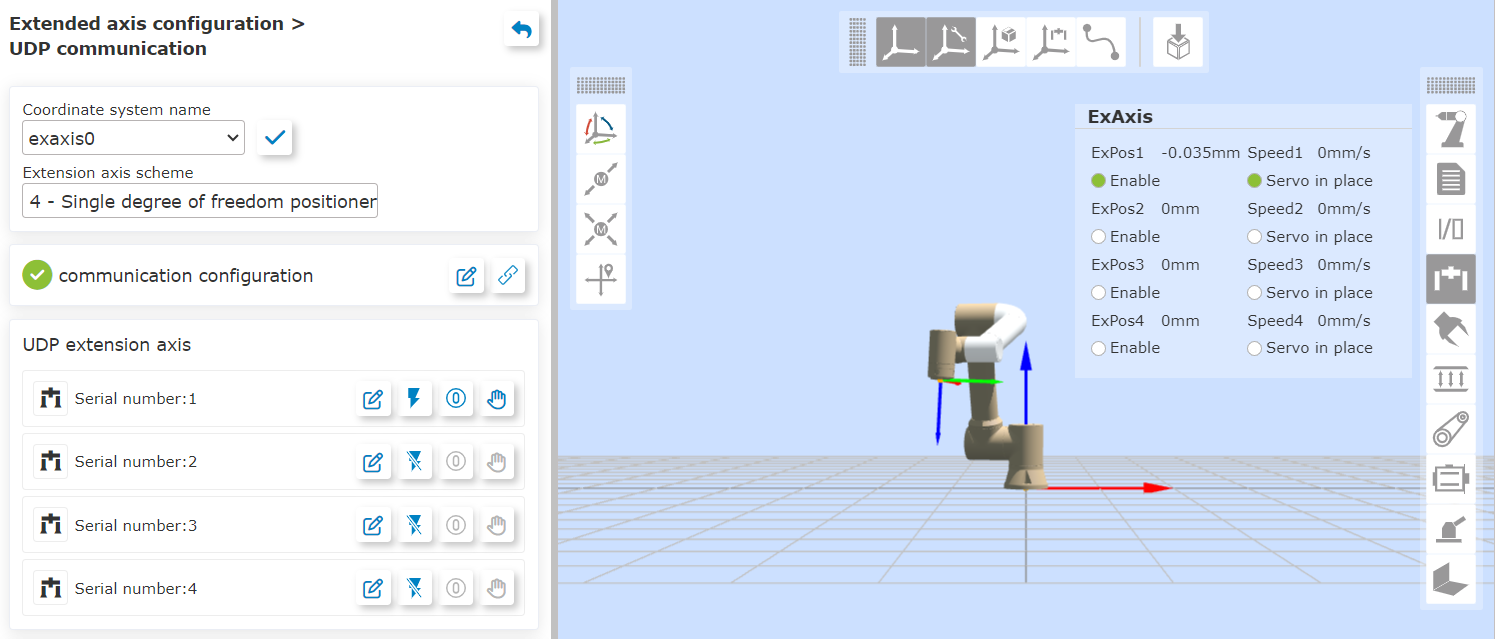 Extended axis configuration >
UDP communication
Coordinate system name
exaxis0
Extension axis scheme
4 - Single degree of freedom positioner
communication configuration
UDP extension axis
Serial number:1
Serial number:2
Serial number:3
Serial number:4
ExAxis
ExPos1 -0.035mm Speed1 0mm/s
Enable Servo in place
ExPos2 0mm Speed2 0mm/s
Enable Servo in place
ExPos3 0mm Speed3 0mm/s
Enable Servo in place
ExPos4 0mm Speed4 0mm/s
Enable Servo in place
M
M
I/O